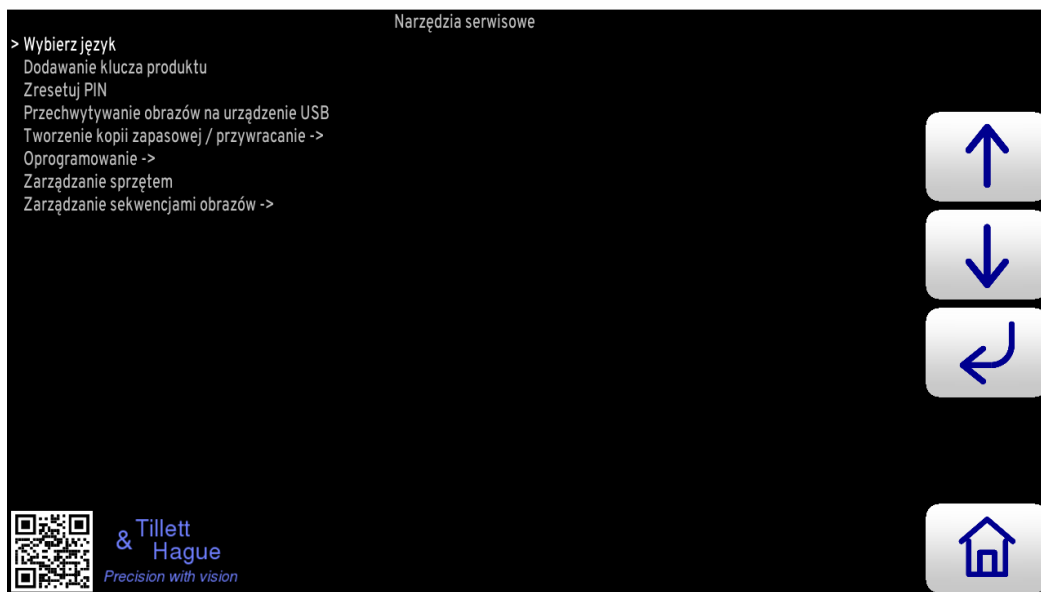 Narzędzia serwisowe
> Wybierz język
Dodawanie klucza produktu
Zresetuj PIN
Przechwytywanie obrazów na urządzenie USB
Tworzenie kopii zapasowej / przywracanie ->
Oprogramowanie ->
Zarządzanie sprzętem
Zarządzanie sekwencjami obrazów ->
& Tillett
Hague
Precision with vision